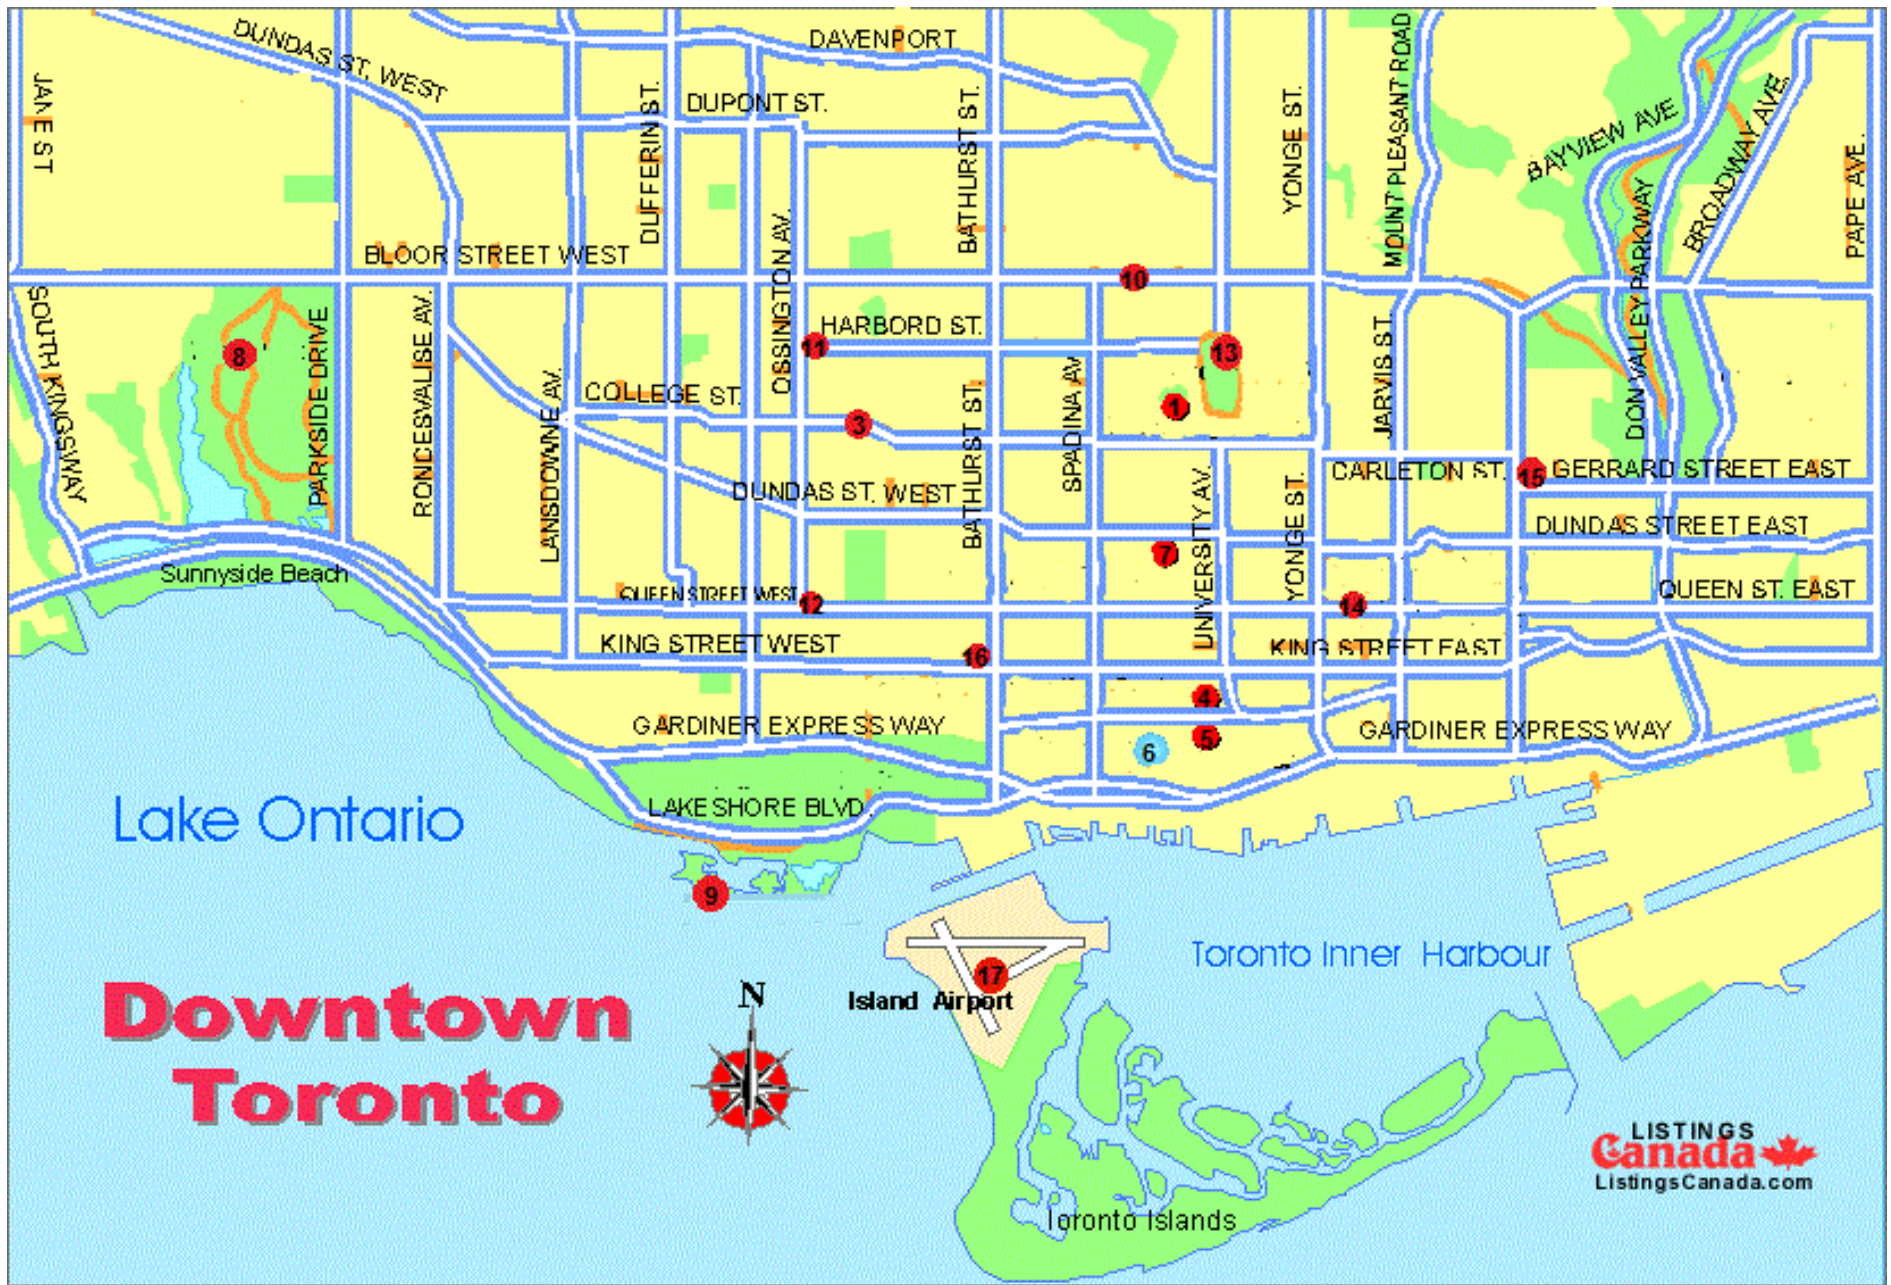 DUNDAS ST. WEST
DAVENPORT
JANE ST
DUFFERIN ST.
DUPONT ST.
BATHURST ST.
YONGE ST.
MOUNT PLEASANT ROAD
BAYVIEW AVE
BROADWAY AVE.
PAPE AVE.
BLOOR STREET WEST
OSSINGTON AV.
10
DON VALLEY PARKWAY
SOUTH KINGSWAY
8
PARKSIDE DRIVE
RONCESVALISE AV.
11
HARBORD ST.
13
JARVIS ST.
LANSDOWNE AV.
COLLEGE ST.
3
BATHURST ST.
SPADINA AV
1
CARLETON ST.
15
GERRARD STREET EAST
DUNDAS ST. WEST
UNIVERSITY AV.
YONGE ST.
DUNDAS STREET EAST
7
Sunnyside Beach
QUEEN STREET WEST
12
14
QUEEN ST. EAST
KING STREET WEST
16
KING STREET EAST
4
GARDINER EXPRESS WAY
5
6
GARDINER EXPRESS WAY
Lake Ontario
LAKESHORE BLVD.
9
Toronto Inner Harbour
17
Island Airport
Downtown
Toronto
N
LISTINGS
Canada
ListingsCanada.com
Toronto Islands